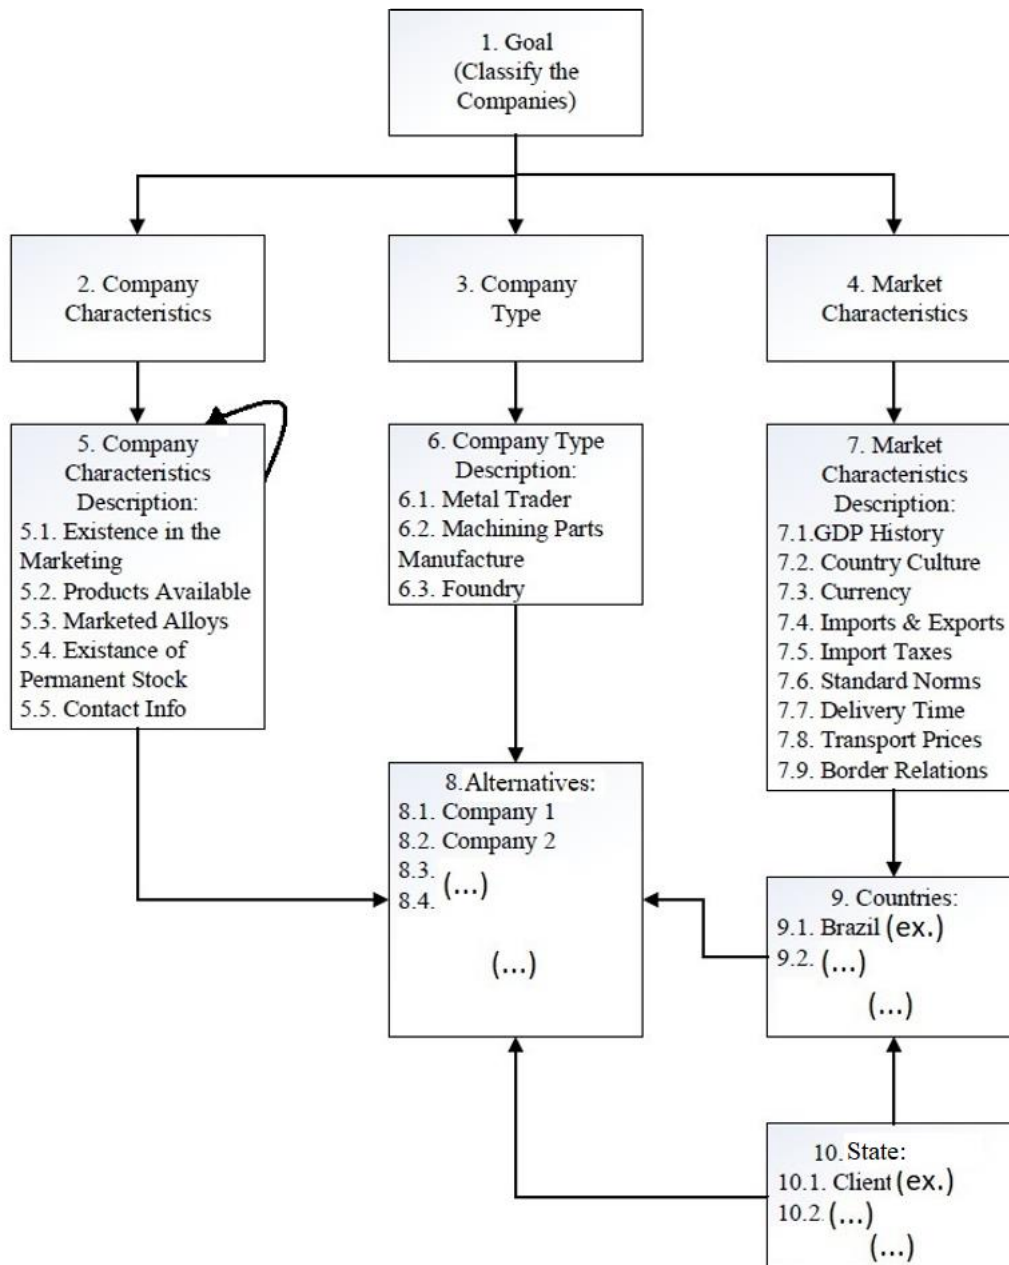 1. Goal
(Classify the
Companies)
2. Company
Characteristics
3. Company
Type
4. Market
Characteristics
5. Company
Characteristics
Description:
5.1. Existence in the
Marketing
5.2. Products Available
5.3. Marketed Alloys
5.4. Existance of
Permanent Stock
5.5. Contact Info
6. Company Type
Description:
6.1. Metal Trader
6.2. Machining Parts
Manufacture
6.3. Foundry
7. Market
Characteristics
Description:
7.1.GDP History
7.2. Country Culture
7.3. Currency
7.4. Imports & Exports
7.5. Import Taxes
7.6. Standard Norms
7.7. Delivery Time
7.8. Transport Prices
7.9. Border Relations
8. Alternatives:
8.1. Company 1
8.2. Company 2
8.3.
(...)
8.4.
(...)
9. Countries:
9.1. Brazil (ex.)
9.2. (...)
(...)
10. State:
10.1. Client (ex.)
10.2. (...)
(...)